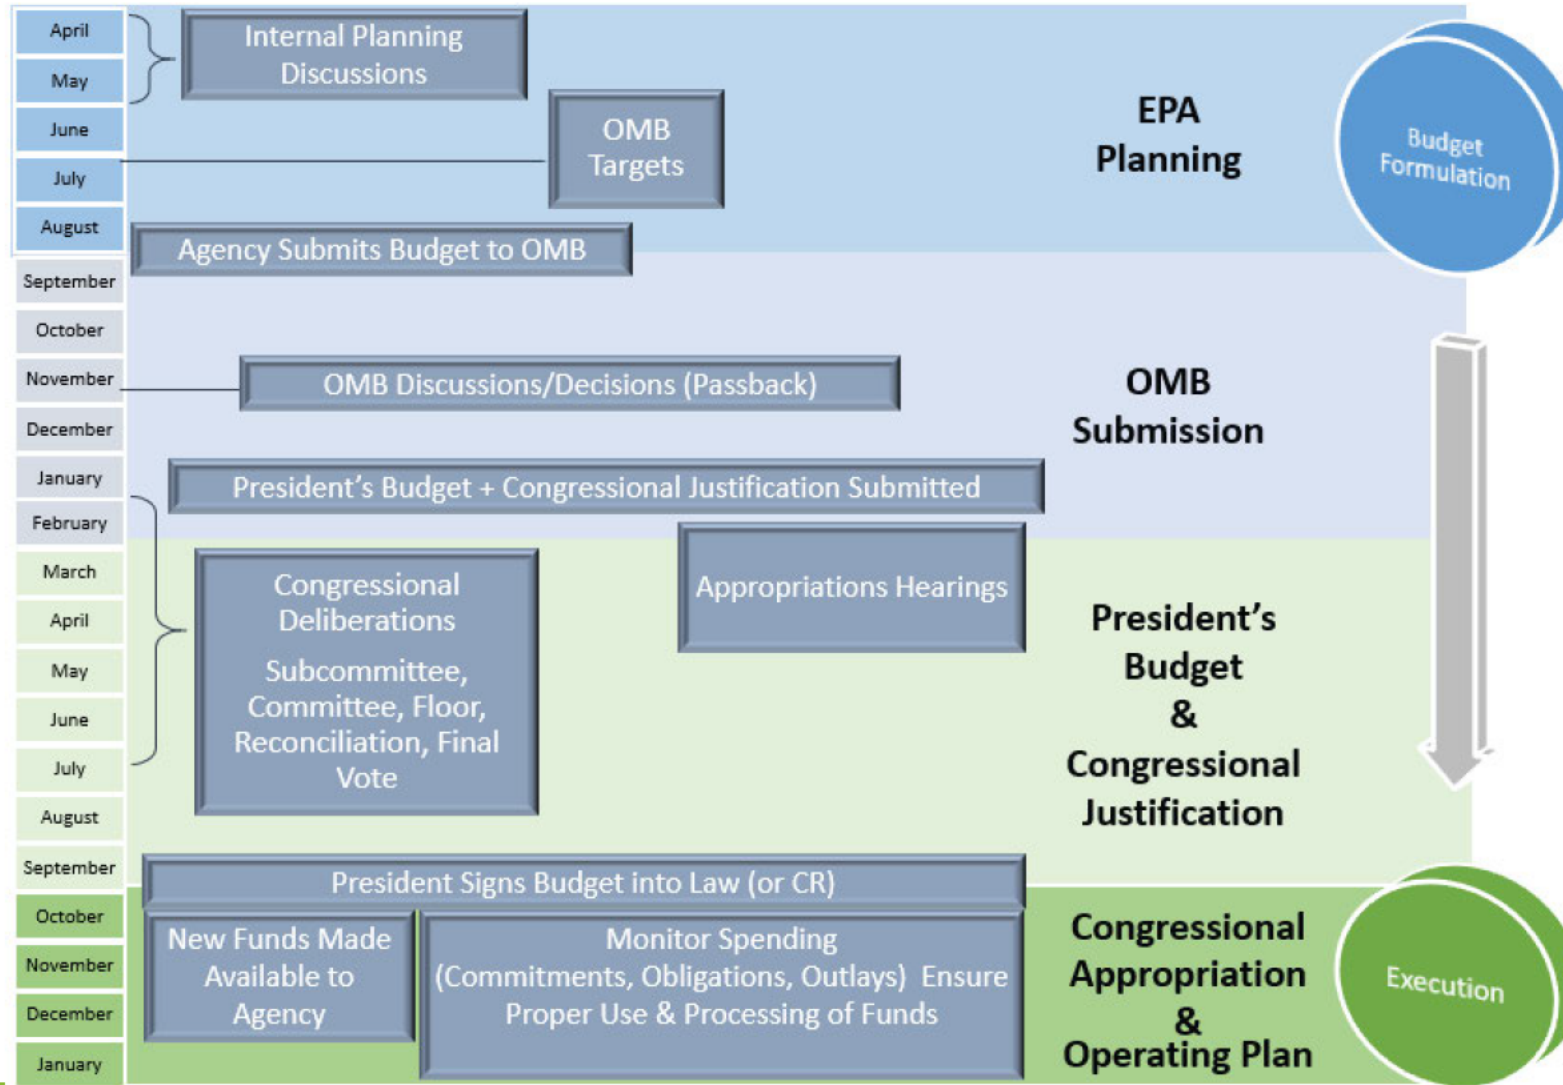 April
May
June
July
August
September
October
November
December
January
February
March
April
May
June
July
August
September
October
November
December
January
Internal Planning
Discussions
OMB
Targets
Agency Submits Budget to OMB
EPA
Planning
Budget
Formulation
OMB Discussions/Decisions (Passback)
OMB
Submission
President's Budget + Congressional Justification Submitted
Congressional
Deliberations
Subcommittee,
Committee, Floor,
Reconciliation, Final
Vote
Appropriations Hearings
President's
Budget
&
Congressional
Justification
President Signs Budget into Law (or CR)
New Funds Made
Available to
Agency
Monitor Spending
(Commitments, Obligations, Outlays) Ensure
Proper Use & Processing of Funds
Congressional
Appropriation
&
Operating Plan
Execution